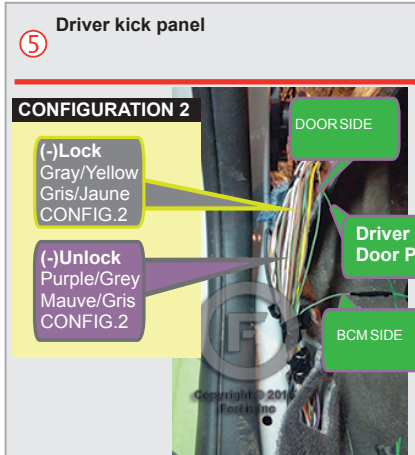 5
Driver kick panel
CONFIGURATION 2
(-)Lock
Gray/Yellow
Gris/Jaune
CONFIG.2
(-)Unlock
Purple/Grey
Mauve/Gris
CONFIG.2
DOOR SIDE
Driver
Door P
BCM SIDE
F
Copyright © 201
Fortin